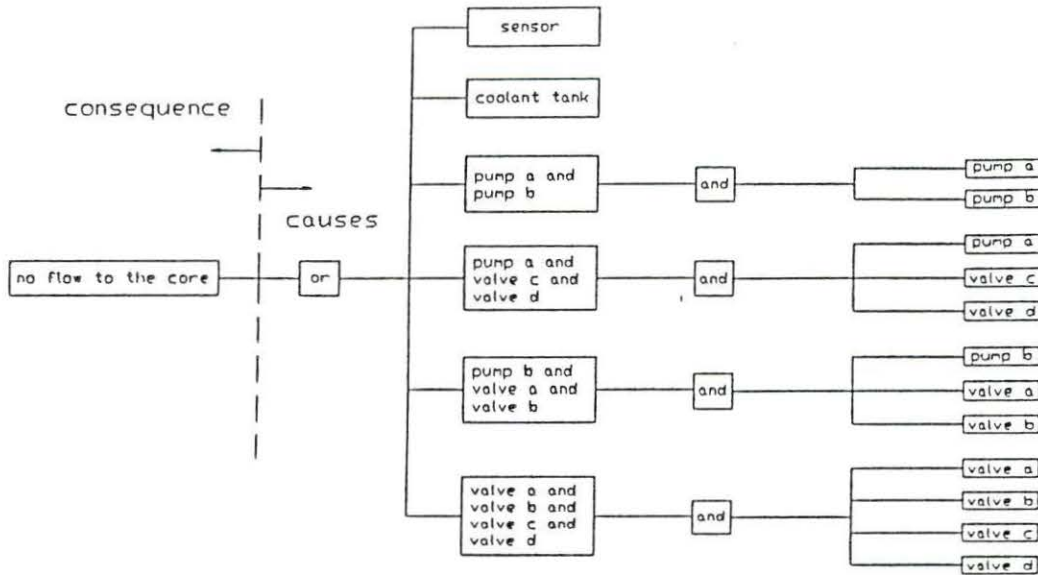 sensor
coolant tank
consequence
causes
no flow to the core
or
pump a and
pump b
and
pump a
pump b
pump a and
valve c and
valve d
and
pump a
valve c
valve d
pump b and
valve a and
valve b
and
pump b
valve a
valve b
valve a and
valve b and
valve c and
valve d
and
valve a
valve b
valve c
valve d